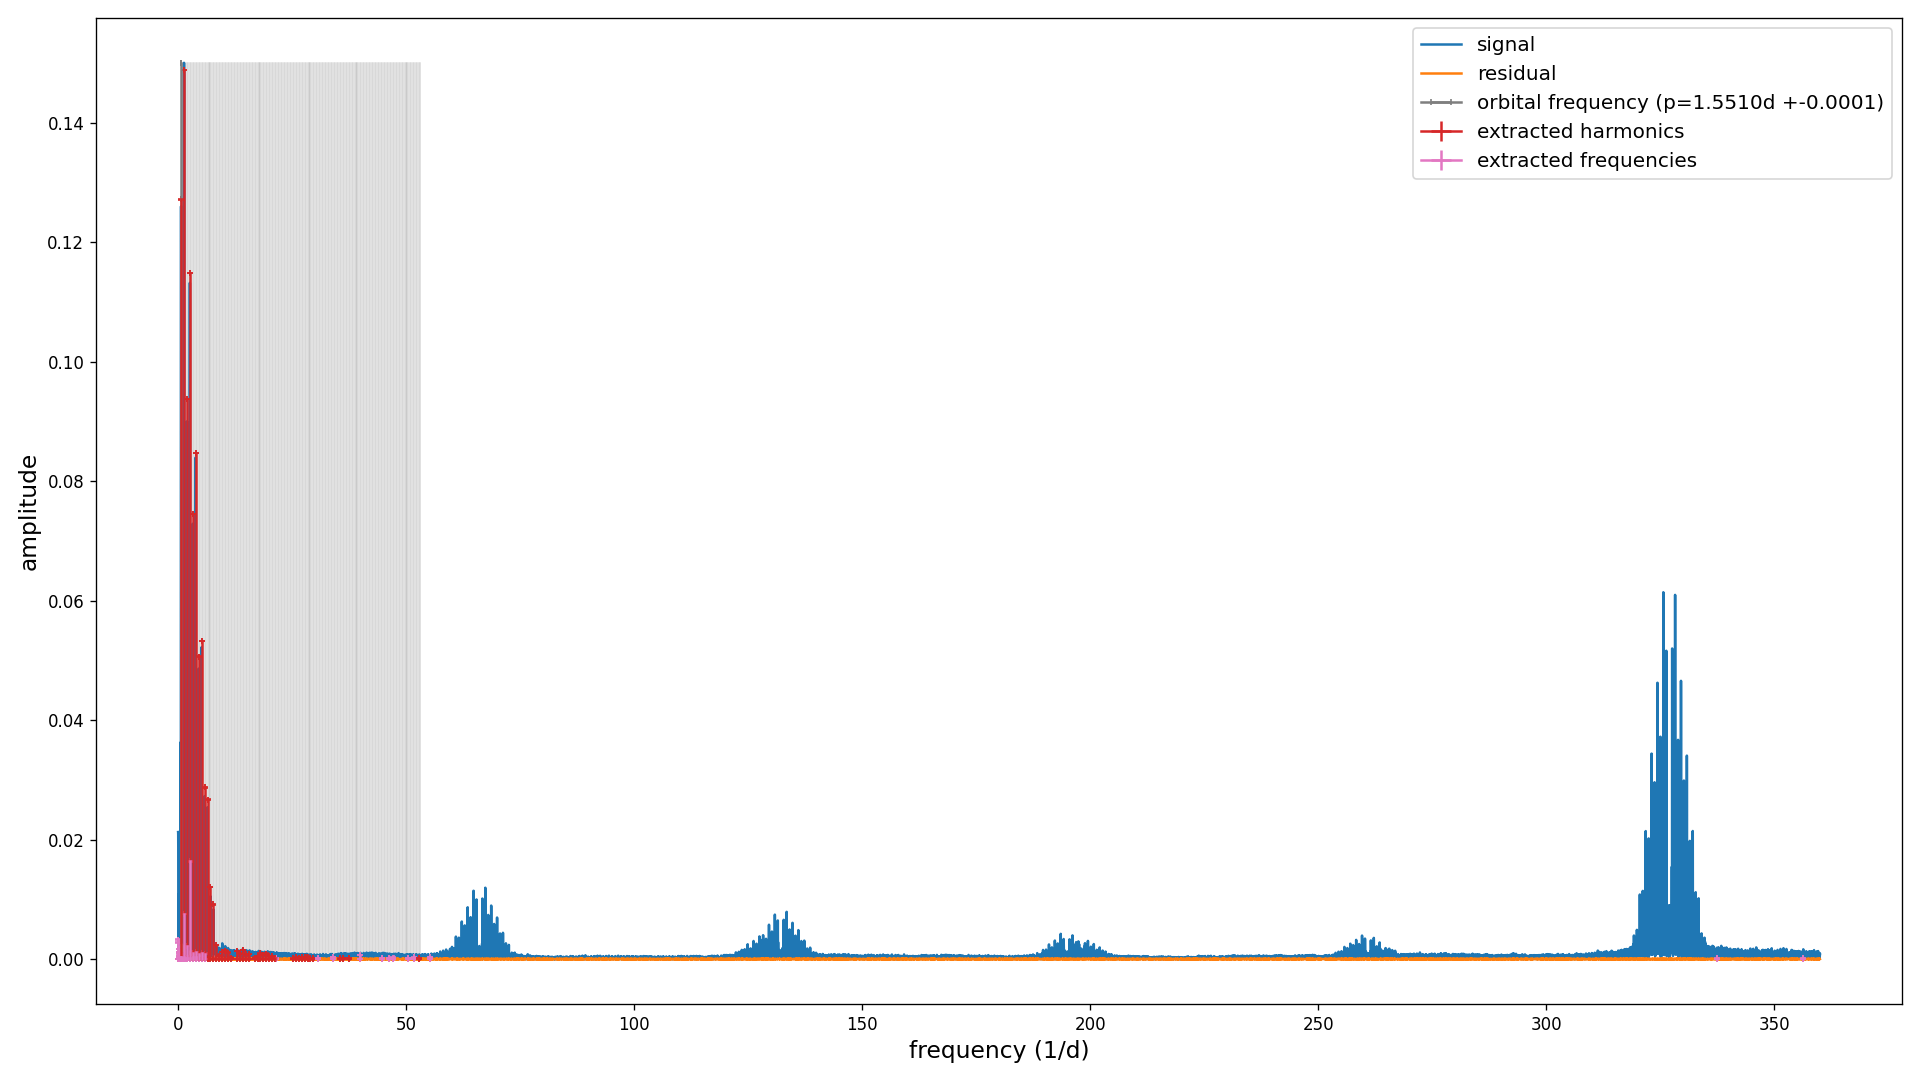 signal
residual
orbital frequency (p=1.5510d +-0.0001)
extracted harmonics
extracted frequencies
amplitude
0.14
0.12
0.10
0.08
0.06
0.04
0.02
0.00
0 50 100 150 200 250 300 350
frequency (1/d)